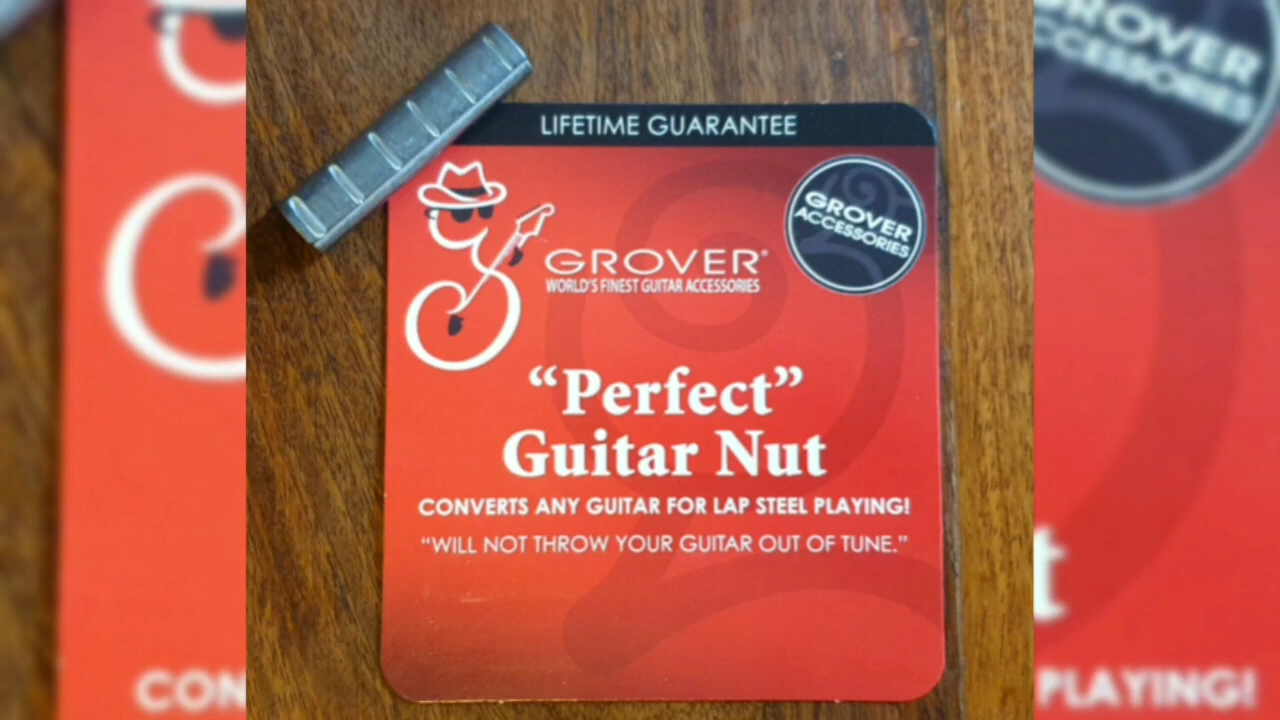 LIFETIME GUARANTEE
GROVER
ACCESSORIES
GROVER®
WORLD'S FINEST GUITAR ACCESSORIES
“Perfect”
Guitar Nut
CONVERTS ANY GUITAR FOR LAP STEEL PLAYING!
“WILL NOT THROW YOUR GUITAR OUT OF TUNE.”
CON
GROVER
ACCESSORIES
t
PLAYING!